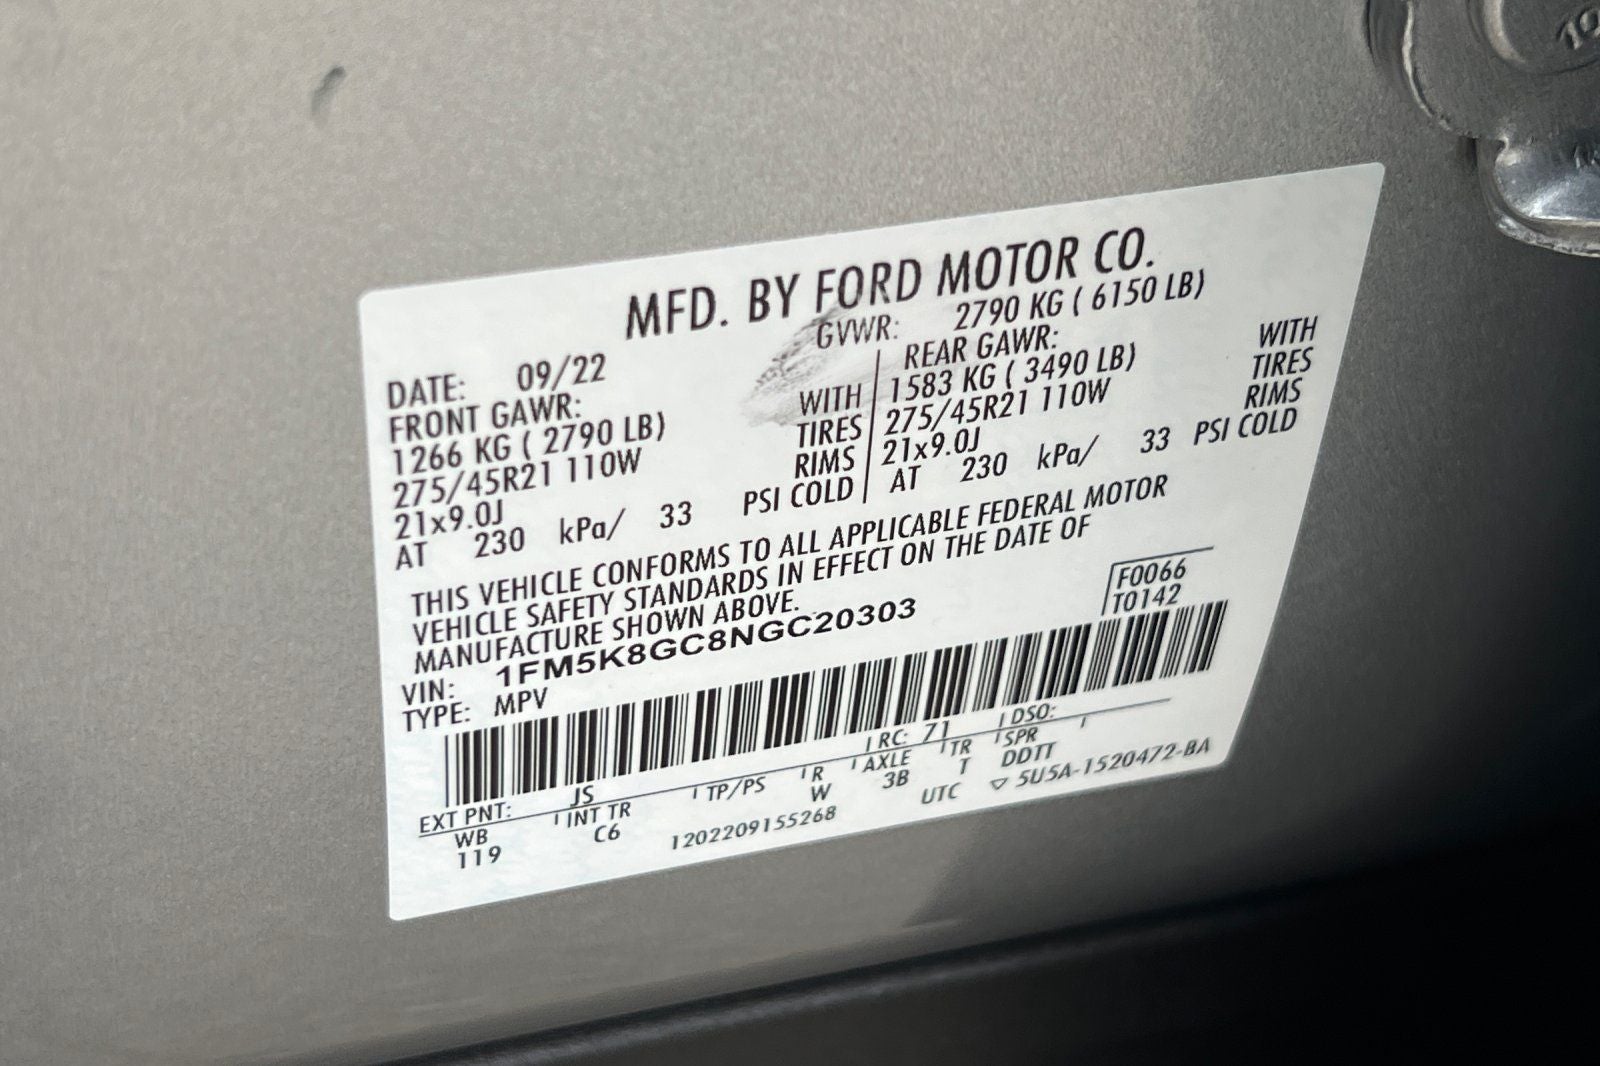 MFD. BY FORD MOTOR CO.
DATE: 09/22 GVWR: 2790 KG ( 6150 LB)
FRONT GAWR: REAR GAWR:
1266 KG ( 2790 LB) WITH 1583 KG ( 3490 LB) WITH
275/45R21 110W TIRES 275/45R21 110W TIRES
21x9.0J RIMS 21x9.0J RIMS
AT 230 kPa/ 33 PSI COLD AT 230 kPa/ 33 PSI COLD
THIS VEHICLE CONFORMS TO ALL APPLICABLE FEDERAL MOTOR
VEHICLE SAFETY STANDARDS IN EFFECT ON THE DATE OF
MANUFACTURE SHOWN ABOVE.
F0066
T0142
VIN: 1FM5K8GC8NGC20303
TYPE: MPV
EXT PNT: JS RC: 71 DSO:
WB INT TR TP/PS R AXLE TR SPR
119 C6 W 3B T DDTT
1202209155268 UTC ▽ 5U5A-1520472-BA